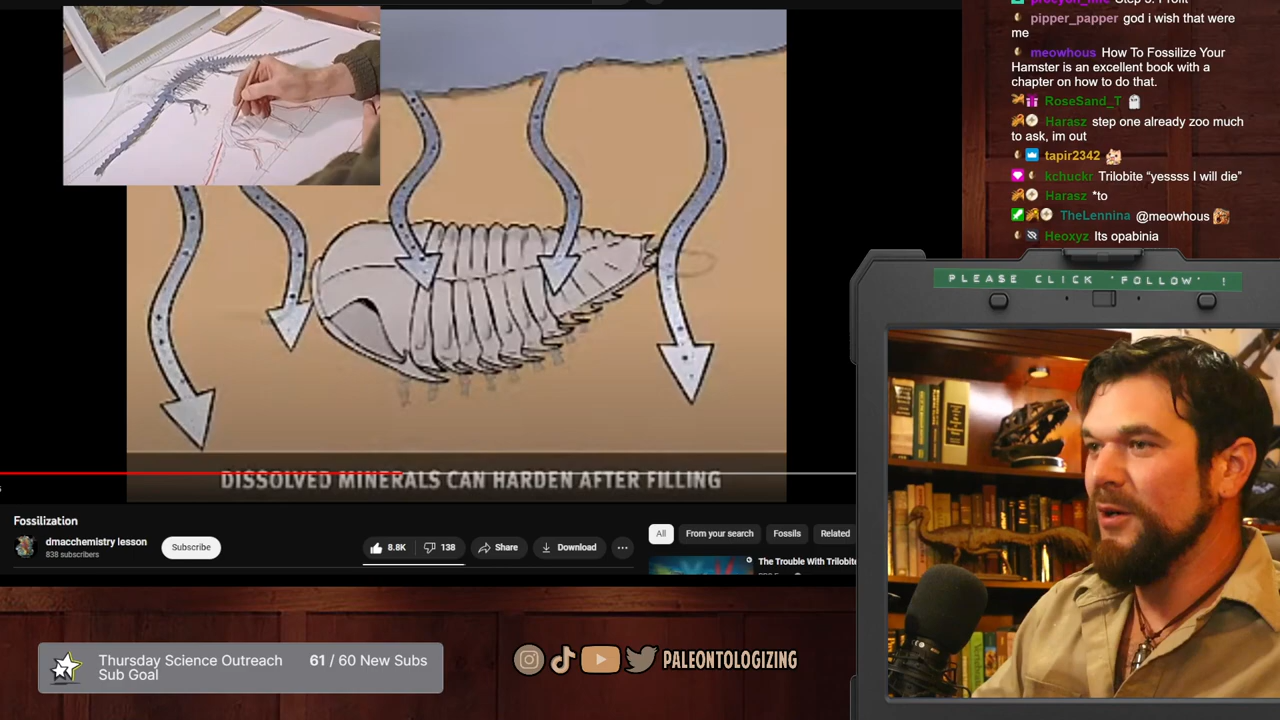 Step 3: Profit
pipper_papper god i wish that were
me
meowhous How To Fossilize Your
Hamster is an excellent book with a
chapter on how to do that.
RoseSand_T
Harasz step one already zoo much
to ask, im out
tapir2342
kchuckr Trilobite “yessss I will die”
Harasz *to
TheLennina @meowhous
Heoxyz Its opabinia
PLEASE CLICK "FOLLOW" !
DISSOLVED MINERALS CAN HARDEN AFTER FILLING
Fossilization
dmacchemistry lesson
838 subscribers
Subscribe
8.8K
138
Share
Download
All
From your search
Fossils
Related
The Trouble With Trilobite
Thursday Science Outreach
Sub Goal
61 / 60 New Subs
PALEONTOLOGIZING